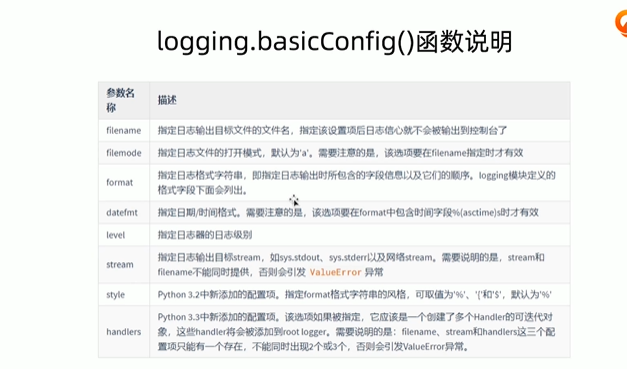 logging.basicConfig()函数说明
参数名
称
描述
filename
指定日志输出目标文件的文件名，指定该设置项后日志信心就不会被输出到控制台了
filemode
指定日志文件的打开模式，默认为'a'。需要注意的是，该选项要在filename指定时才有效
format
指定日志格式字符串，即指定日志输出时所包含的字段信息以及它们的顺序。logging模块定义的
格式字段下面会列出。
datefmt
指定日期/时间格式。需要注意的是，该选项要在format中包含时间字段%(asctime)s时才有效
level
指定日志器的日志级别
stream
指定日志输出目标stream，如sys.stdout、sys.stderr以及网络stream。需要说明的是，stream和
filename不能同时提供，否则会引发 ValueError 异常
style
Python 3.2中新添加的配置项。指定format格式字符串的风格，可取值为'%'、'{'和'$'，默认为'%'
handlers
Python 3.3中新添加的配置项。该选项如果被指定，它应该是一个创建了多个Handler的可迭代对
象，这些handler将会被添加到root logger。需要说明的是：filename、stream和handlers这三个配
置项只能有一个存在，不能同时出现2个或3个，否则会引发ValueError异常。